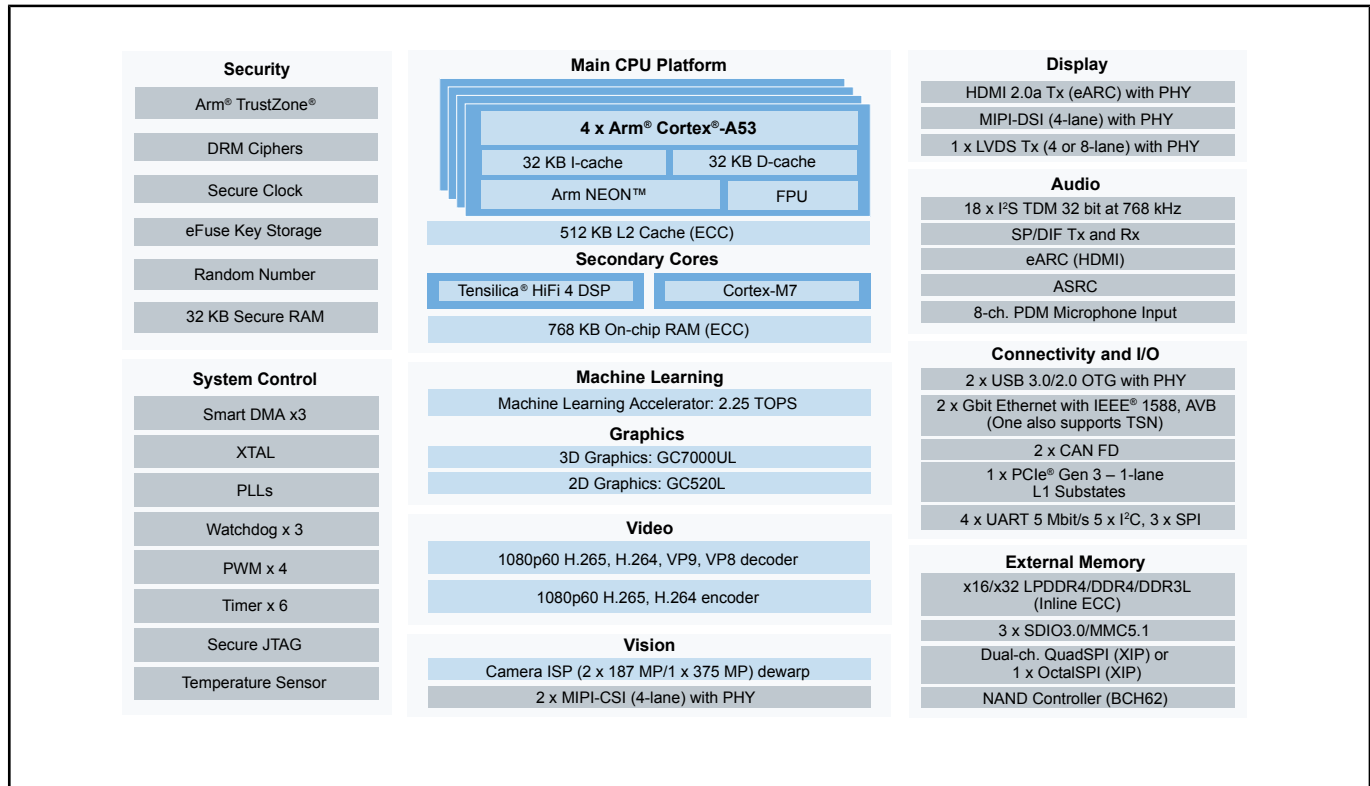 Security
Arm® TrustZone®
DRM Ciphers
Secure Clock
eFuse Key Storage
Random Number
32 KB Secure RAM
System Control
Smart DMA x3
XTAL
PLLs
Watchdog x 3
PWM x 4
Timer x 6
Secure JTAG
Temperature Sensor
Main CPU Platform
4 x Arm® Cortex®-A53
32 KB I-cache
32 KB D-cache
Arm NEON™
FPU
512 KB L2 Cache (ECC)
Secondary Cores
Tensilica® HiFi 4 DSP
Cortex-M7
768 KB On-chip RAM (ECC)
Machine Learning
Machine Learning Accelerator: 2.25 TOPS
Graphics
3D Graphics: GC7000UL
2D Graphics: GC520L
Video
1080p60 H.265, H.264, VP9, VP8 decoder
1080p60 H.265, H.264 encoder
Vision
Camera ISP (2 x 187 MP/1 x 375 MP) dewarp
2 x MIPI-CSI (4-lane) with PHY
Display
HDMI 2.0a Tx (eARC) with PHY
MIPI-DSI (4-lane) with PHY
1 x LVDS Tx (4 or 8-lane) with PHY
Audio
18 x I²S TDM 32 bit at 768 kHz
SP/DIF Tx and Rx
eARC (HDMI)
ASRC
8-ch. PDM Microphone Input
Connectivity and I/O
2 x USB 3.0/2.0 OTG with PHY
2 x Gbit Ethernet with IEEE® 1588, AVB
(One also supports TSN)
2 x CAN FD
1 x PCIe® Gen 3 – 1-lane
L1 Substates
4 x UART 5 Mbit/s 5 x I²C, 3 x SPI
External Memory
x16/x32 LPDDR4/DDR4/DDR3L
(Inline ECC)
3 x SDIO3.0/MMC5.1
Dual-ch. QuadSPI (XIP) or
1 x OctalSPI (XIP)
NAND Controller (BCH62)